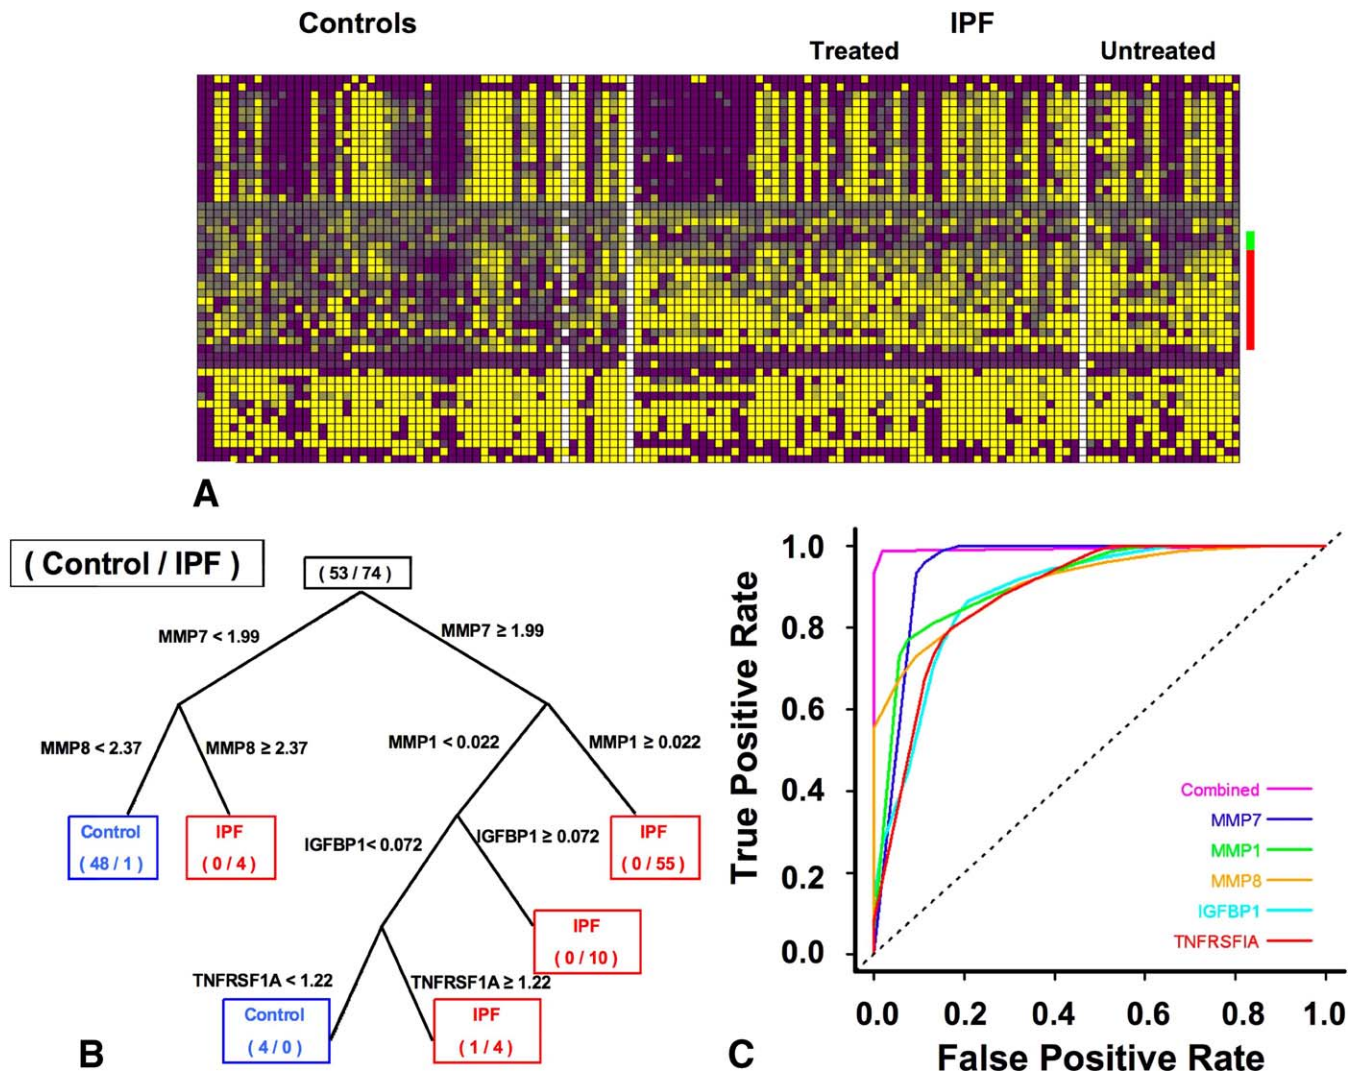 Controls
IPF
Treated
Untreated
A
( Control / IPF )
( 53 / 74 )
MMP7 < 1.99
MMP7 ≥ 1.99
MMP8 < 2.37
MMP8 ≥ 2.37
MMP1 < 0.022
MMP1 ≥ 0.022
Control
( 48 / 1 )
IPF
( 0 / 4 )
IGFBP1< 0.072
IGFBP1 ≥ 0.072
IPF
( 0 / 55 )
IPF
( 0 / 10 )
TNFRSF1A < 1.22
TNFRSF1A ≥ 1.22
Control
( 4 / 0 )
IPF
( 1 / 4 )
B
True Positive Rate
1.0
0.8
0.6
0.4
0.2
0.0
Combined
MMP7
MMP1
MMP8
IGFBP1
TNFRSFIA
0.0 0.2 0.4 0.6 0.8 1.0
False Positive Rate
C